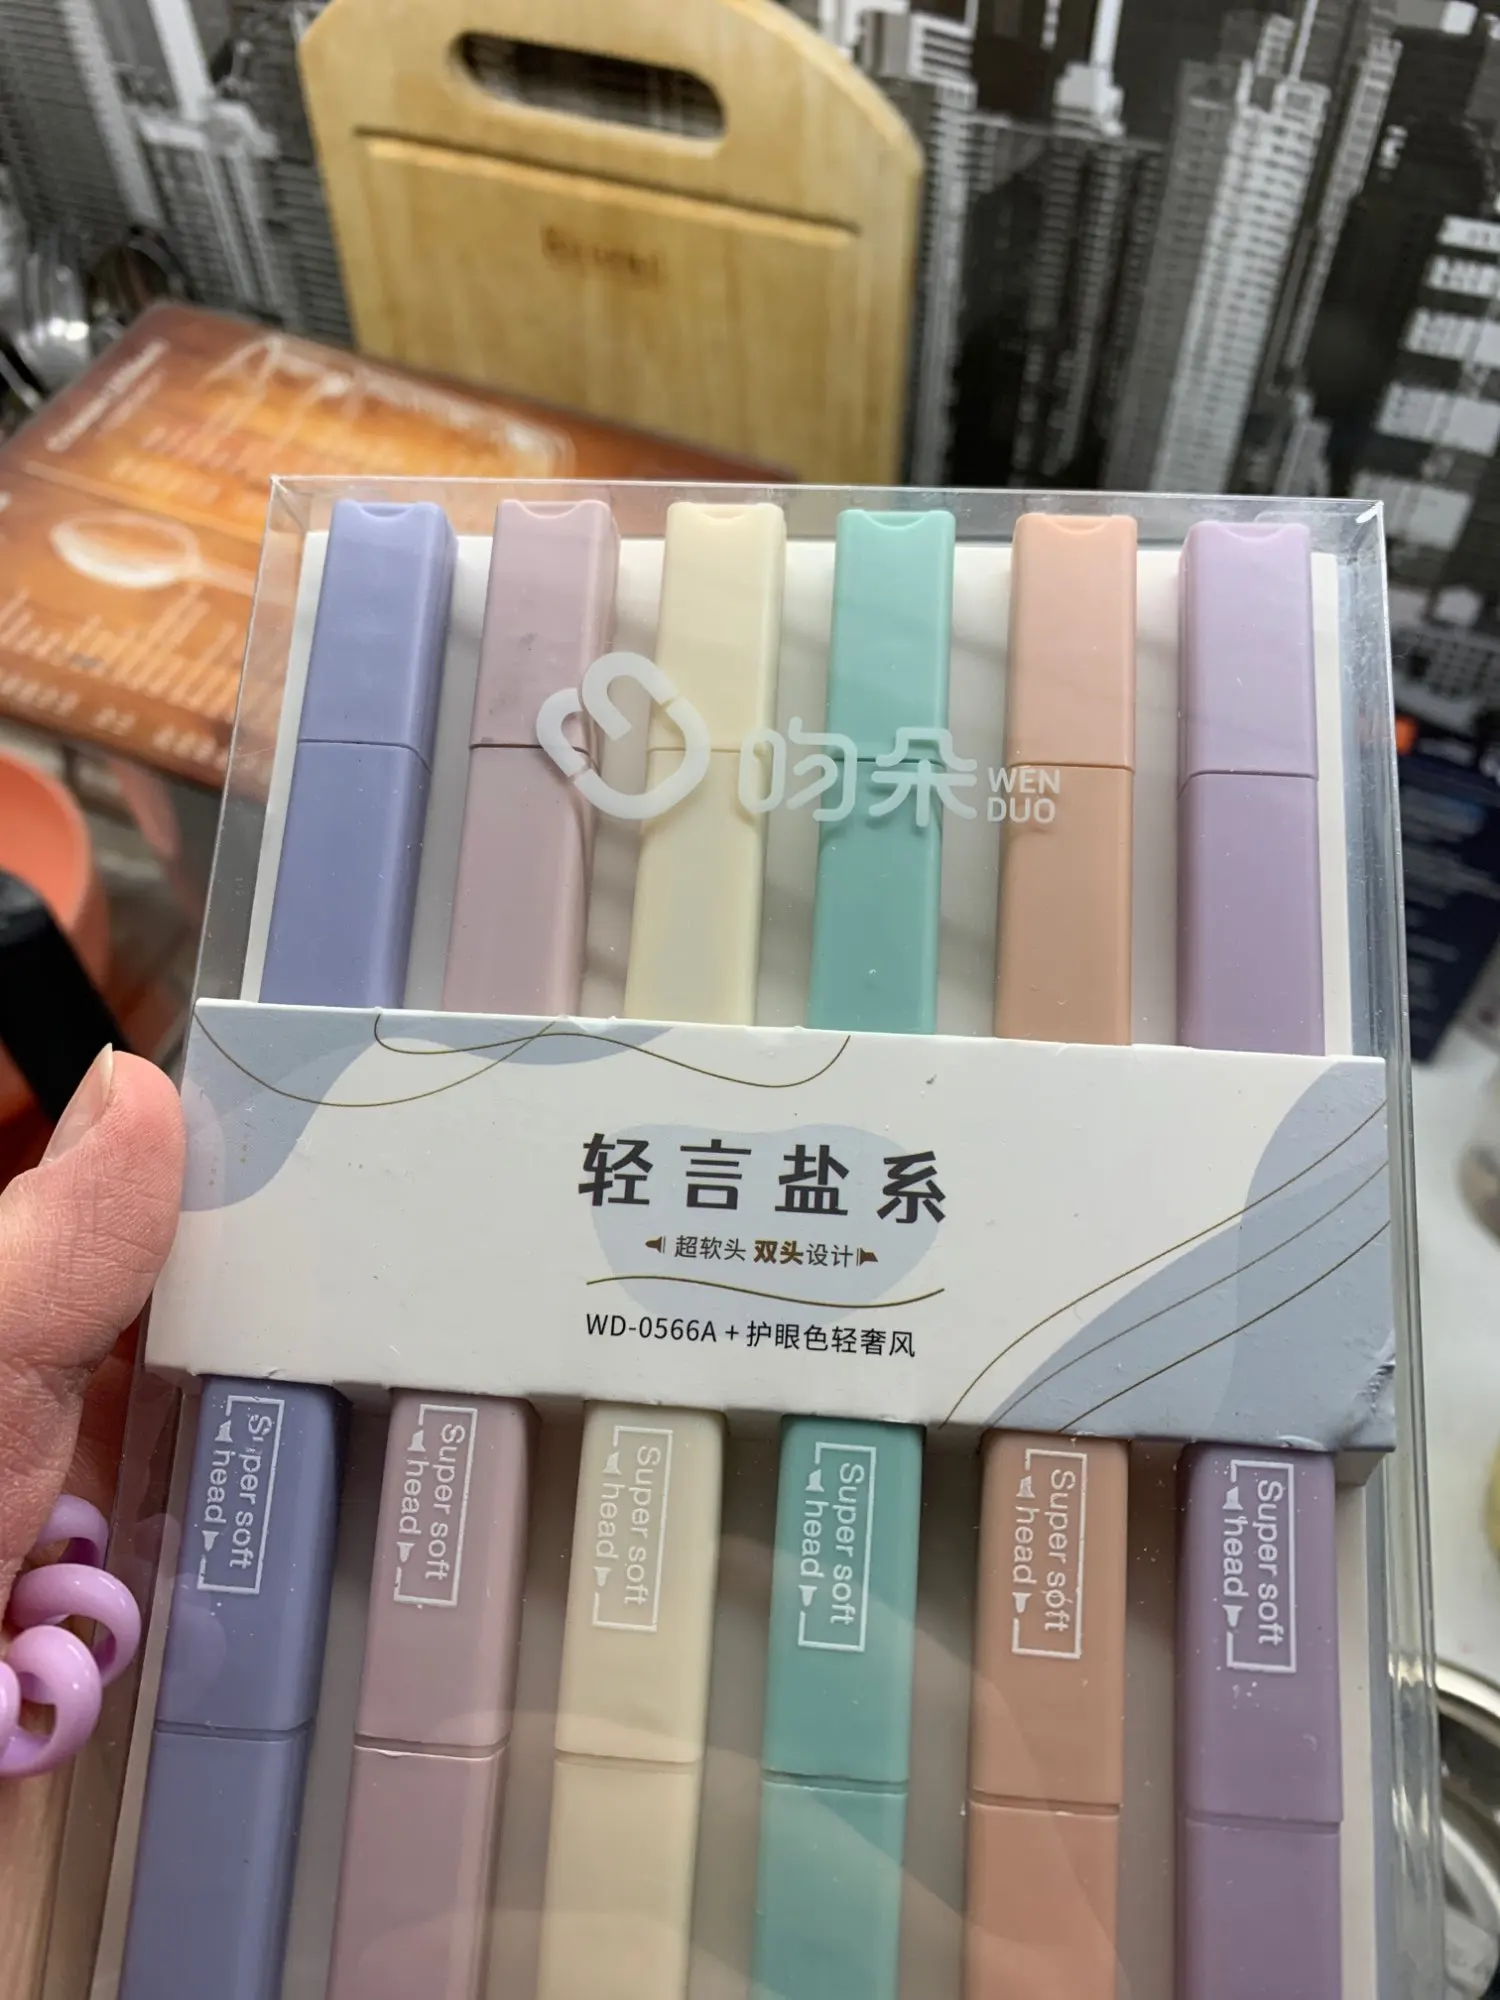 吻朵
WEN
DUO
轻言盐系
超软头 双头设计
WD-0566A + 护眼色轻奢风
Super soft
head
Super soft
head
Super soft
head
Super soft
head
Super soft
head
Super soft
head